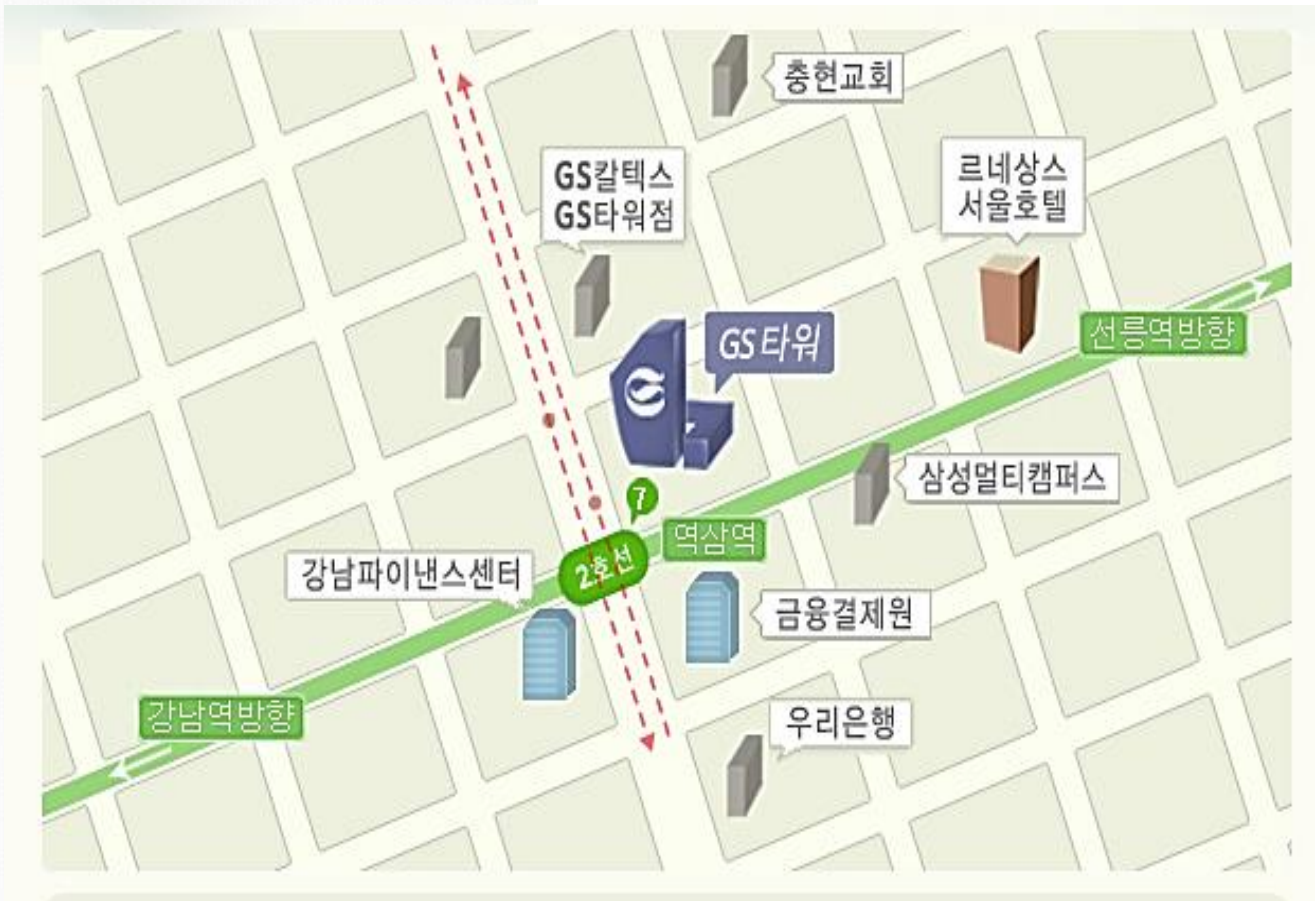 충현교회
GS칼텍스
GS타워점
르네상스
서울호텔
GS타워
선릉역방향
삼성멀티캠퍼스
7
역삼역
2호선
강남파이낸스센터
금융결제원
강남역방향
우리은행